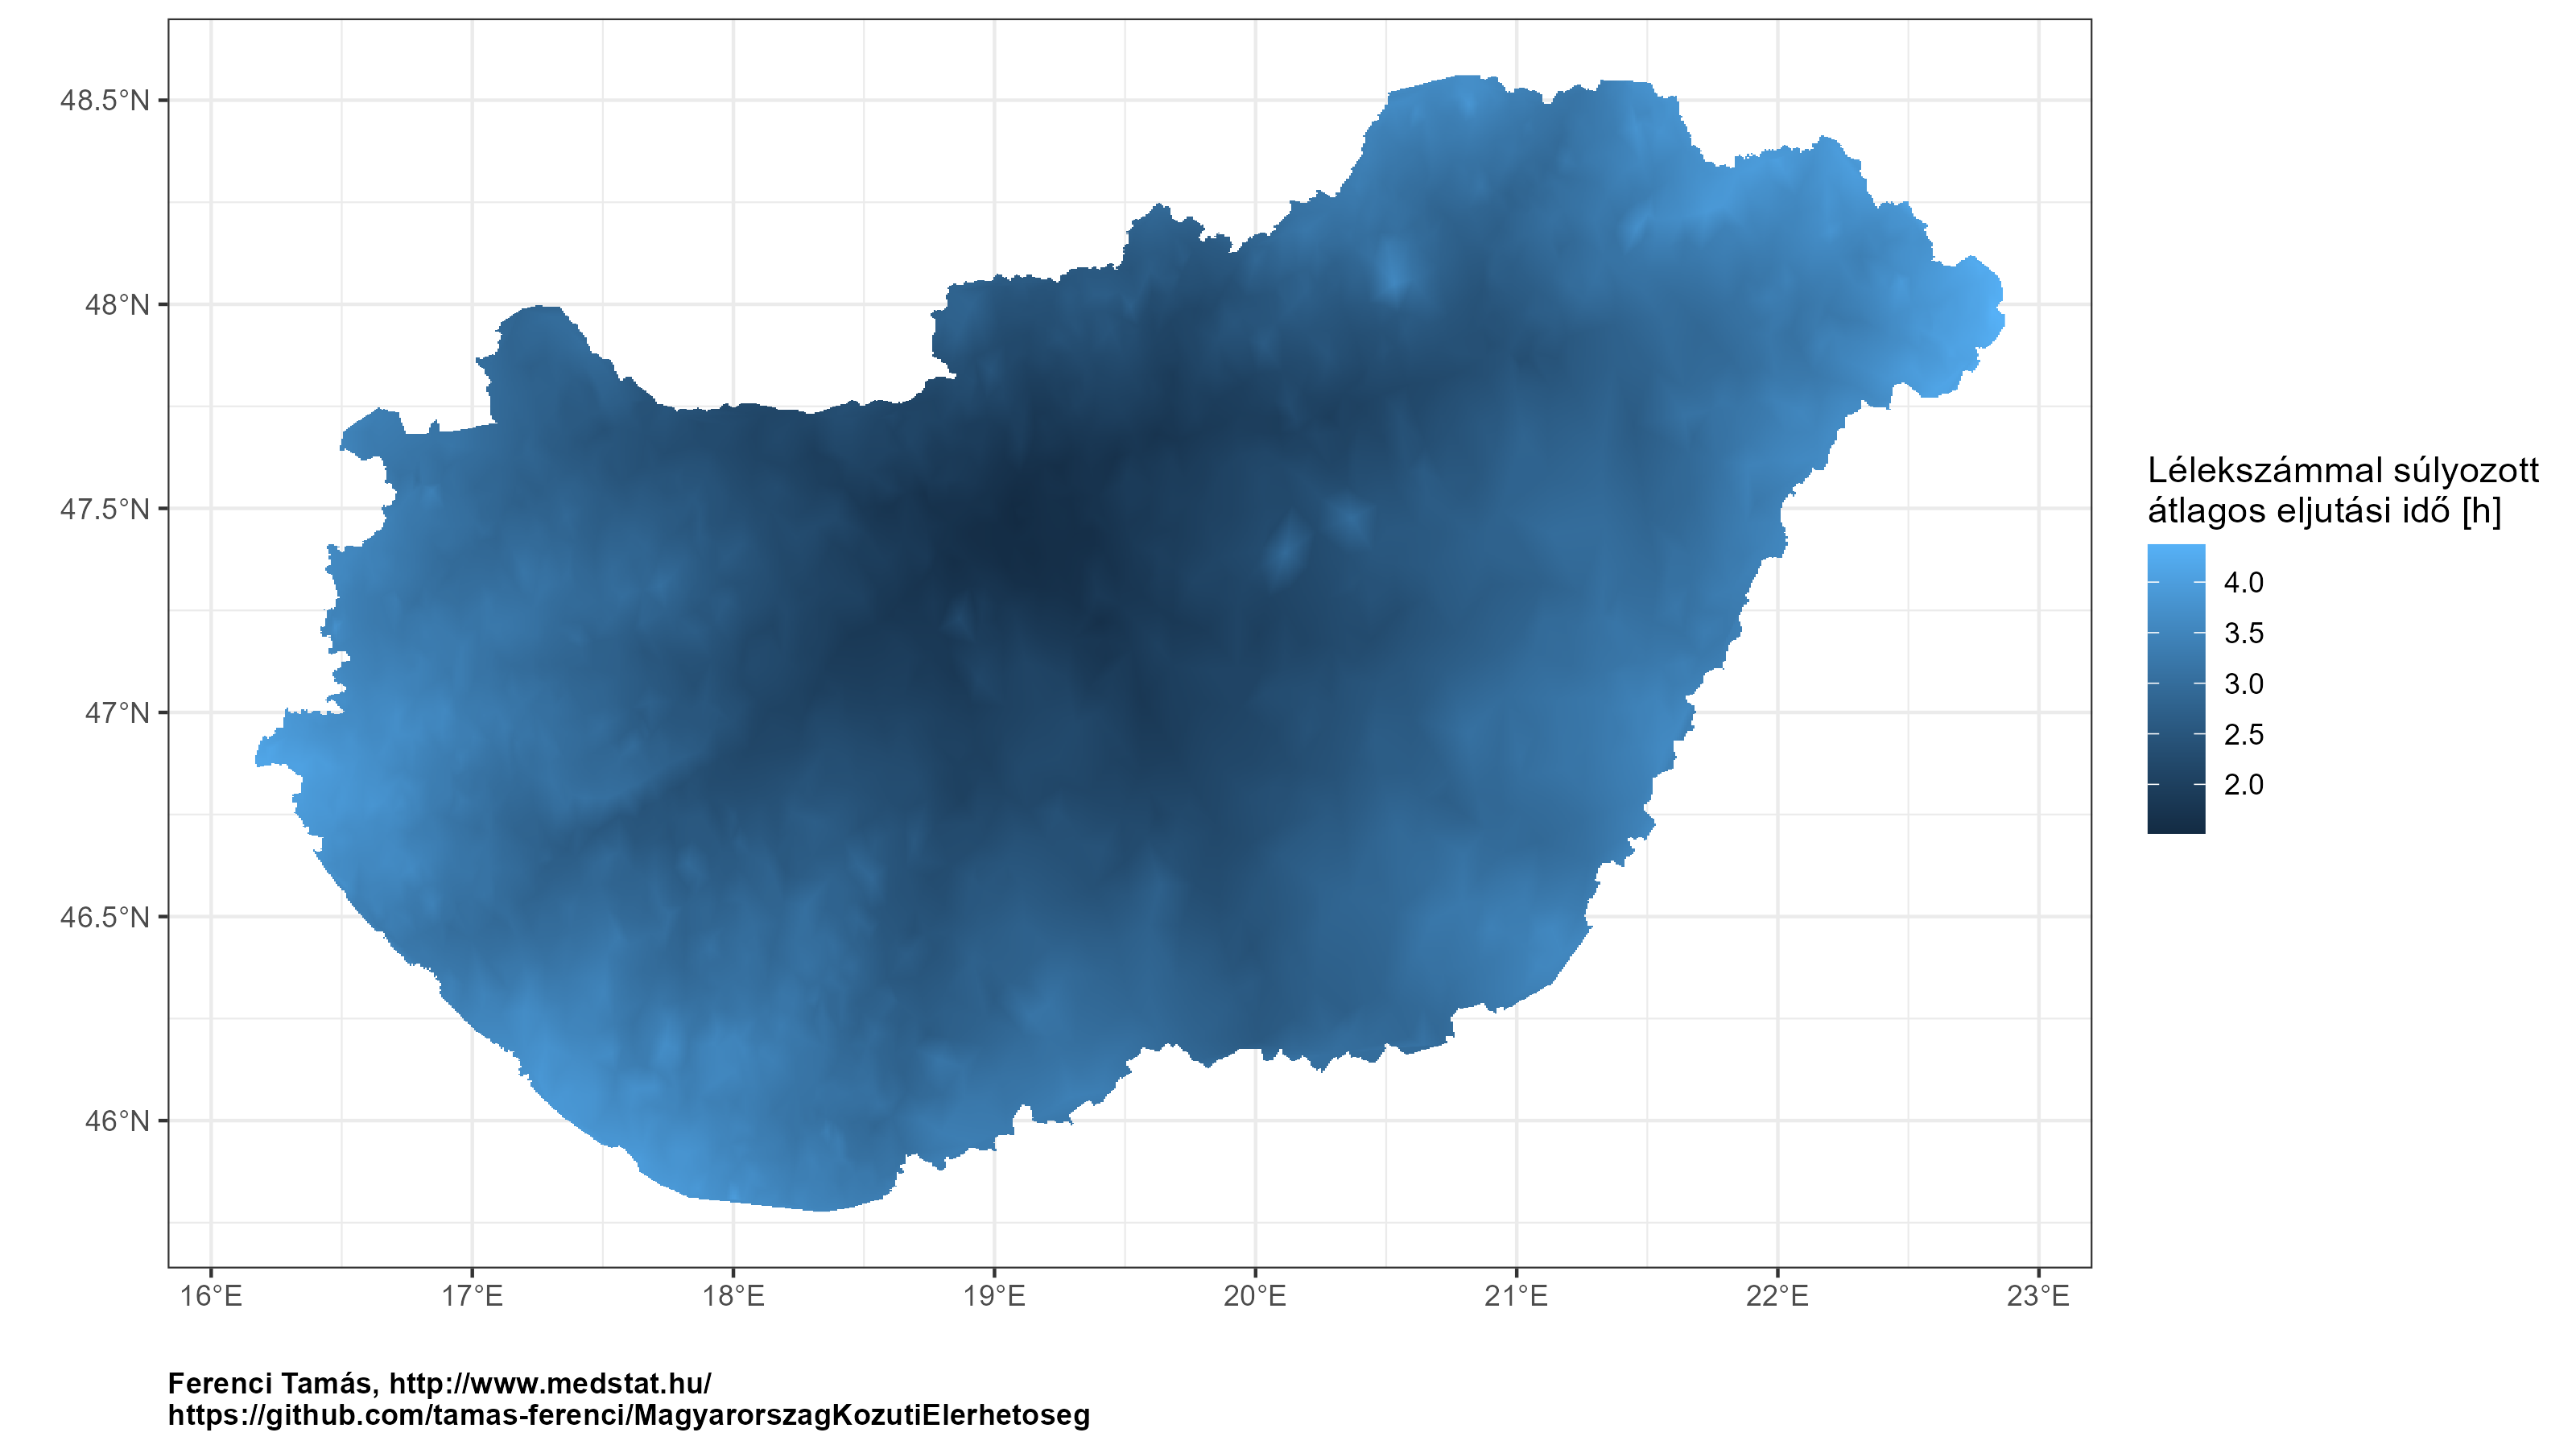 48.5°N
48°N
47.5°N
47°N
46.5°N
46°N
16°E 17°E 18°E 19°E 20°E 21°E 22°E 23°E
Lélekszámmal súlyozott
átlagos eljutási idő [h]
4.0
3.5
3.0
2.5
2.0
Ferenci Tamás, http://www.medstat.hu/
https://github.com/tamas-ferenci/MagyarorszagKozutiElerhetoseg